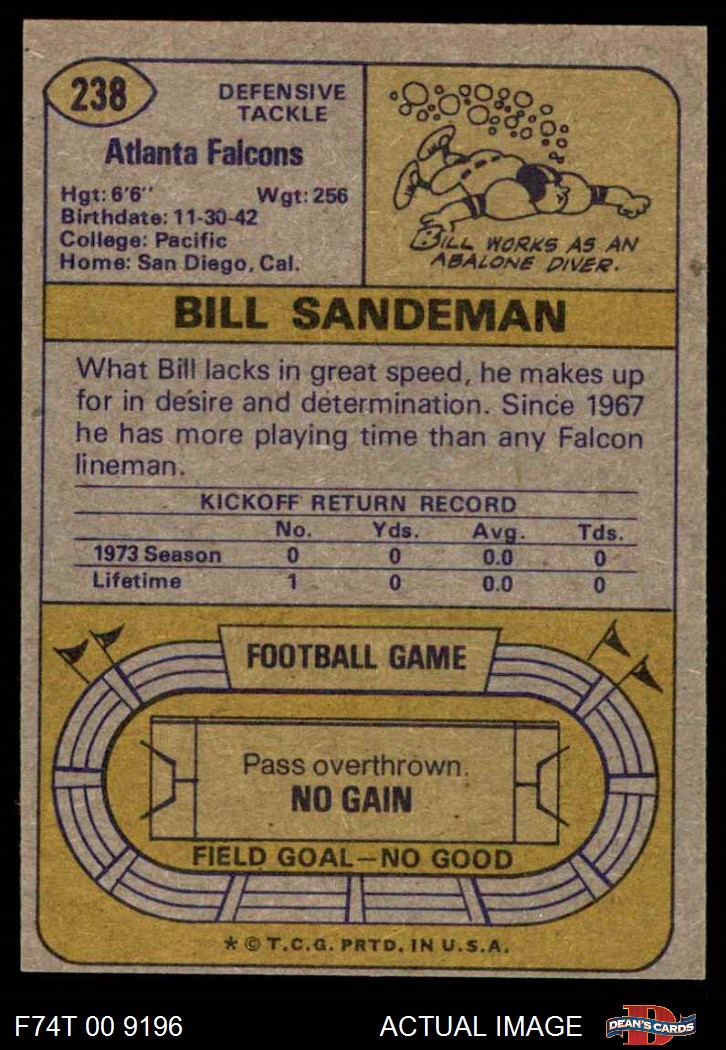 238
DEFENSIVE
TACKLE
Atlanta Falcons
Hgt: 6'6" Wgt: 256
Birthdate: 11-30-42
College: Pacific
Home: San Diego, Cal.
BILL WORKS AS AN
ABALONE DIVER.
BILL SANDEMAN
What Bill lacks in great speed, he makes up
for in desire and determination. Since 1967
he has more playing time than any Falcon
lineman.
KICKOFF RETURN RECORD
No. Yds. Avg. Tds.
1973 Season 0 0 0.0 0
Lifetime 1 0 0.0 0
FOOTBALL GAME
Pass overthrown.
NO GAIN
FIELD GOAL—NO GOOD
* © T.C.G. PRTD. IN U.S.A.
F74T 00 9196 ACTUAL IMAGE
DEAN'S CARDS